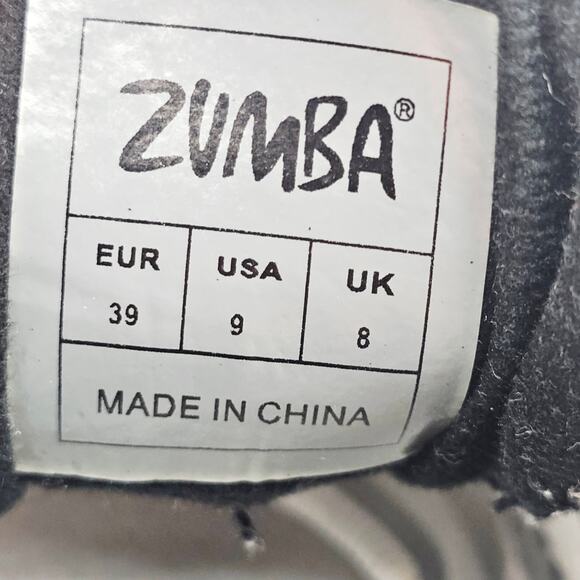 ZUMBA®
EUR USA UK
39 9 8
MADE IN CHINA